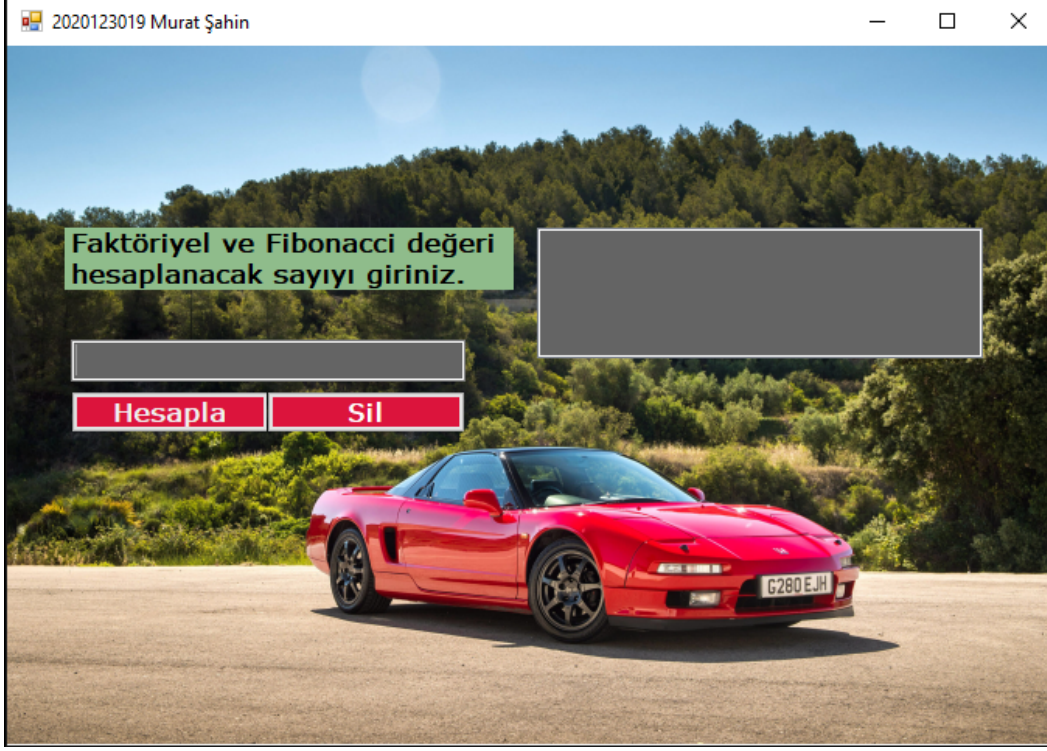 2020123019 Murat Şahin
Faktöriyel ve Fibonacci değeri
hesaplanacak sayıyı giriniz.
Hesapla
Sil
G280 EJH